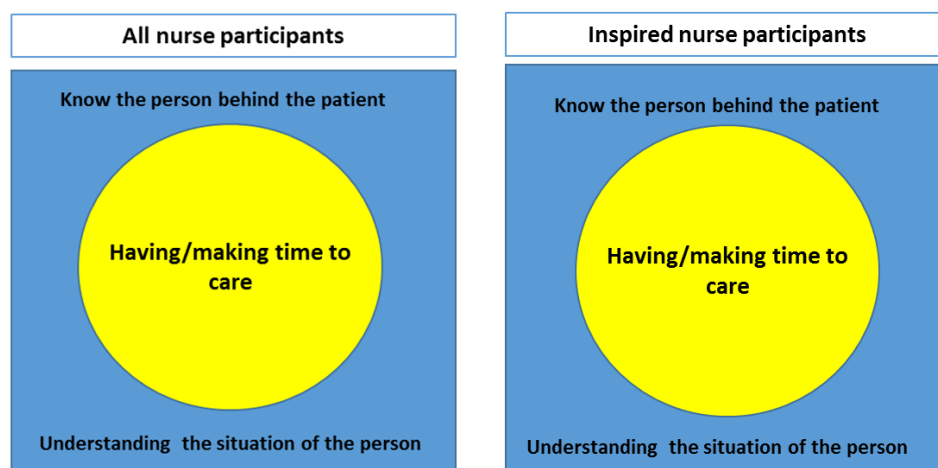 All nurse participants
Know the person behind the patient
Having/making time to
care
Understanding  the situation of the person
Inspired nurse participants
Know the person behind the patient
Having/making time to
care
Understanding  the situation of the person